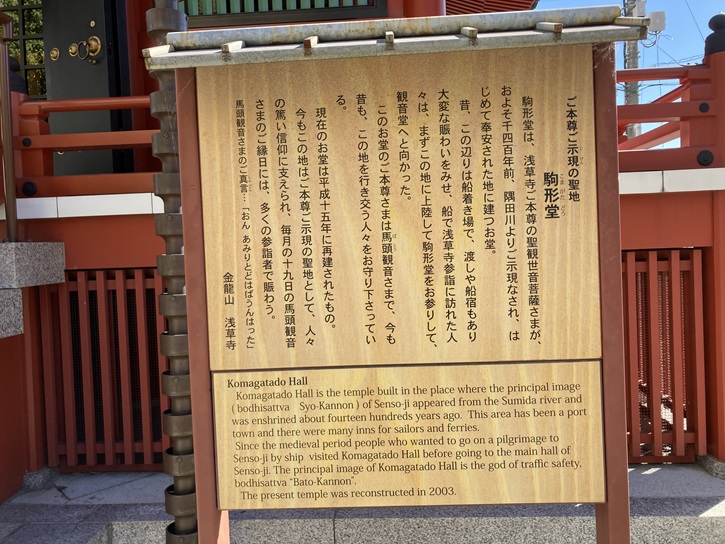 ご本尊ご示現の聖地
駒形堂
こまがたどう
駒形堂は、浅草寺ご本尊の聖観世音菩薩さまが、
およそ千四百年前、隅田川よりご示現なされ、は
じめて奉安された地に建つお堂。
昔、この辺りは船着き場で、渡しや船宿もあり
大変な賑わいをみせ、船で浅草寺参詣に訪れた人
々は、まずこの地に上陸して駒形堂をお参りして、
観音堂へと向かった。
このお堂のご本尊さまは馬頭観音さまで、今も
昔も、この地を行き交う人々をお守り下さってい
る。
現在のお堂は平成十五年に再建されたもの。
今もこの地はご本尊ご示現の聖地として、人々
の篤い信仰に支えられ、毎月の十九日の馬頭観音
さまのご縁日には、多くの参詣者で賑わう。
馬頭観音さまのご真言…「おん あみりとどはばうんはった」
金龍山 浅草寺
Komagatado Hall
Komagatado Hall is the temple built in the place where the principal image
( bodhisattva Syo-Kannon ) of Senso-ji appeared from the Sumida river and
was enshrined about fourteen hundreds years ago. This area has been a port
town and there were many inns for sailors and ferries.
Since the medieval period people who wanted to go on a pilgrimage to
Senso-ji by ship visited Komagatado Hall before going to the main hall of
Senso-ji. The principal image of Komagatado Hall is the god of traffic safety,
bodhisattva "Bato-Kannon".
The present temple was reconstructed in 2003.